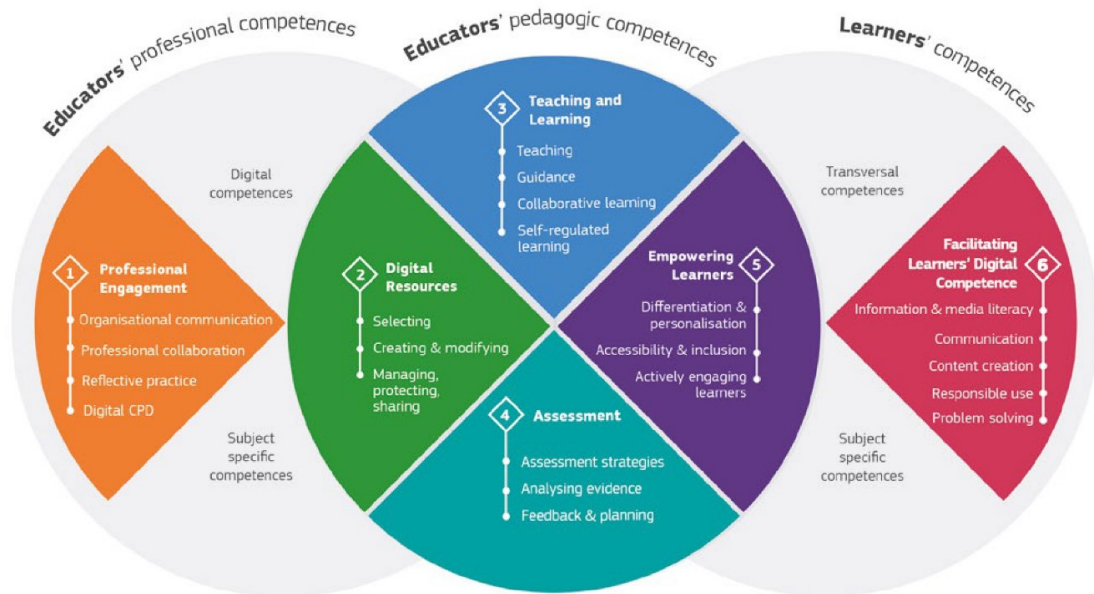 Educators' professional competences
Educators' pedagogic competences
Learners' competences
Digital
competences
Subject
specific
competences
1
Professional
Engagement
Organisational communication
Professional collaboration
Reflective practice
Digital CPD
2
Digital
Resources
Selecting
Creating & modifying
Managing,
protecting,
sharing
3
Teaching and
Learning
Teaching
Guidance
Collaborative learning
Self-regulated
learning
4
Assessment
Assessment strategies
Analysing evidence
Feedback & planning
Empowering
Learners
5
Differentiation &
personalisation
Accessibility & inclusion
Actively engaging
learners
Transversal
competences
Subject
specific
competences
Facilitating
Learners' Digital
Competence
6
Information & media literacy
Communication
Content creation
Responsible use
Problem solving